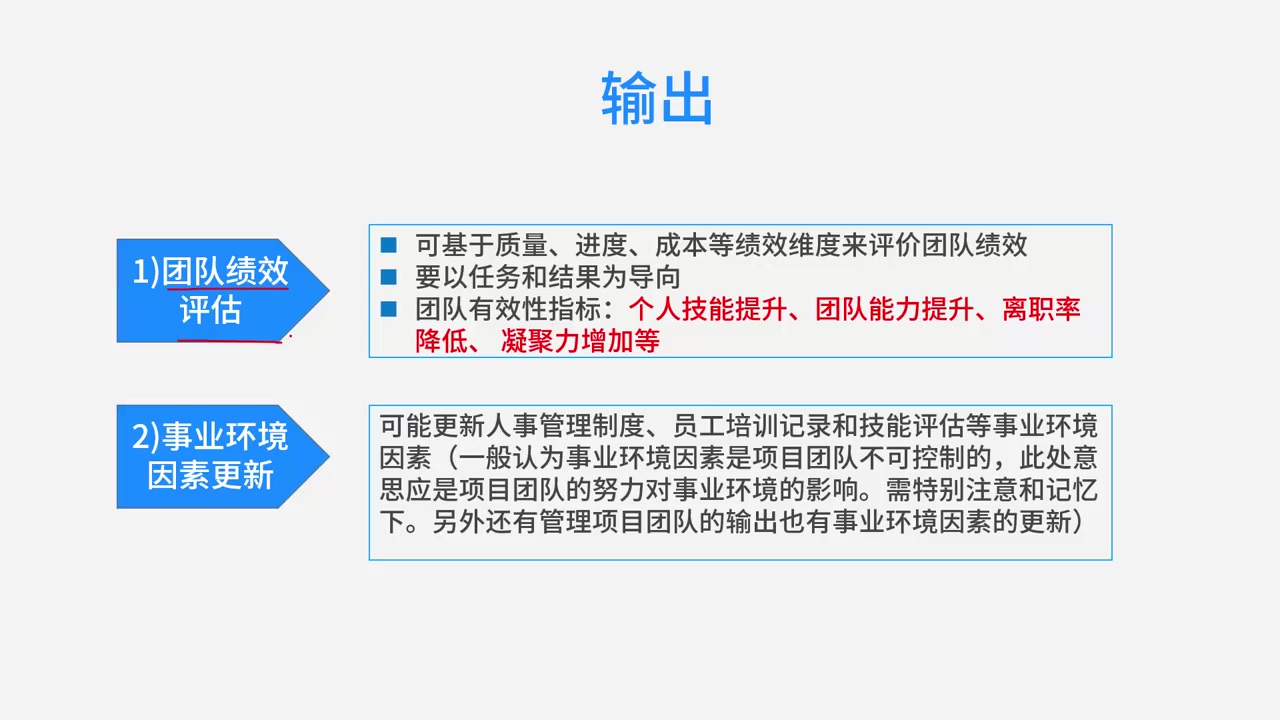 输出
1)团队绩效
评估
■ 可基于质量、进度、成本等绩效维度来评价团队绩效
■ 要以任务和结果为导向
■ 团队有效性指标：个人技能提升、团队能力提升、离职率
降低、 凝聚力增加等
2)事业环境
因素更新
可能更新人事管理制度、员工培训记录和技能评估等事业环境
因素（一般认为事业环境因素是项目团队不可控制的，此处意
思应是项目团队的努力对事业环境的影响。需特别注意和记忆
下。另外还有管理项目团队的输出也有事业环境因素的更新）